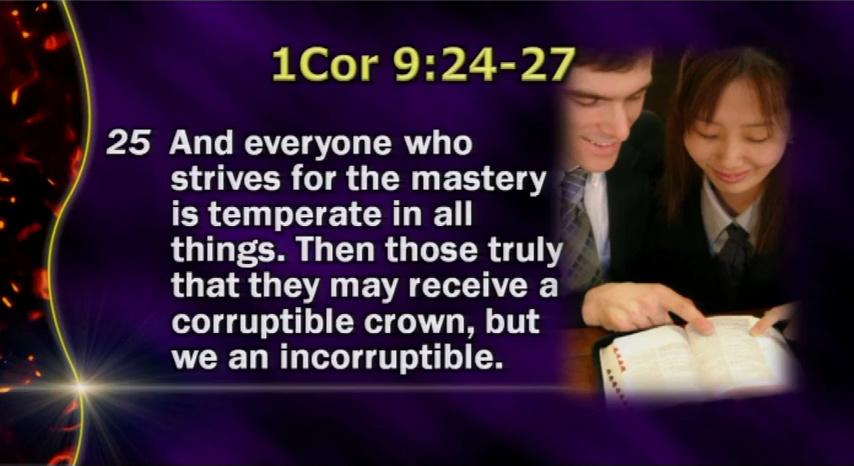 1Cor 9:24-27
25 And everyone who
strives for the mastery
is temperate in all
things. Then those truly
that they may receive a
corruptible crown, but
we an incorruptible.